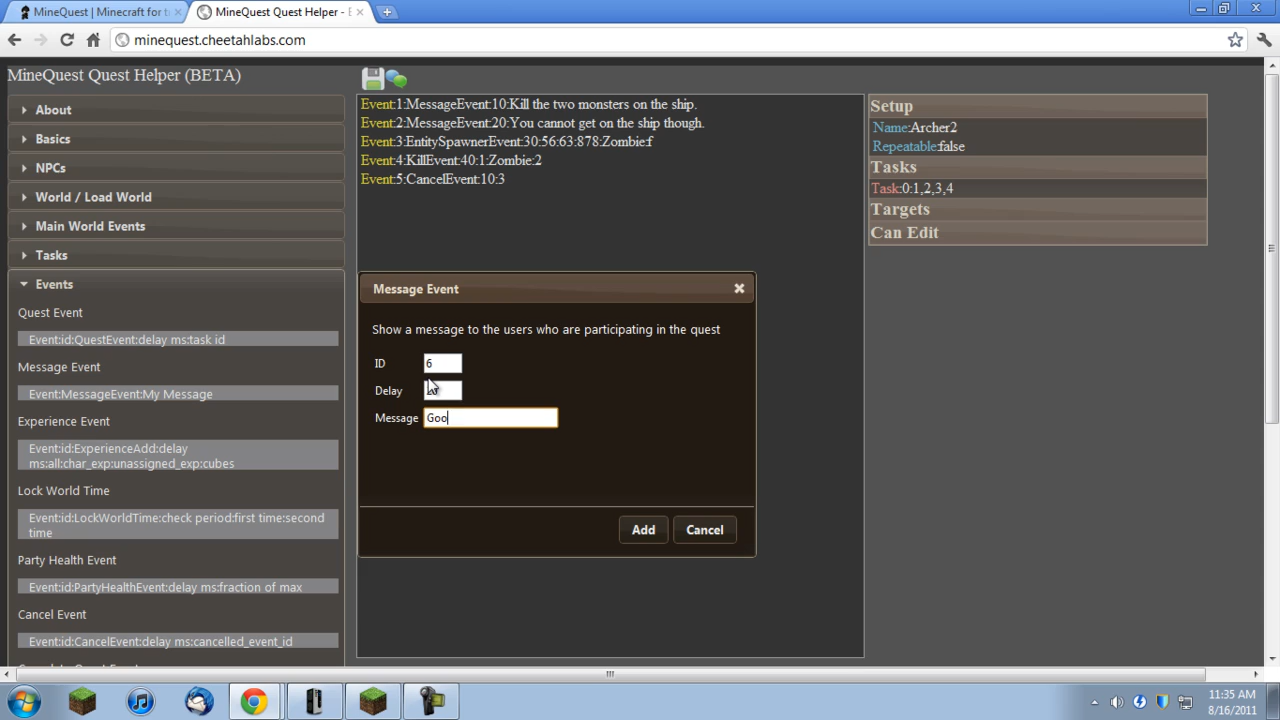 MineQuest | Minecraft for t
MineQuest Quest Helper - E
minequest.cheetahlabs.com
MineQuest Quest Helper (BETA)
About
Basics
NPCs
World / Load World
Main World Events
Tasks
Events
Quest Event
Event:id:QuestEvent:delay ms:task id
Message Event
Event:MessageEvent:My Message
Experience Event
Event:id:ExperienceAdd:delay
ms:all:char_exp:unassigned_exp:cubes
Lock World Time
Event:id:LockWorldTime:check period:first time:second
time
Party Health Event
Event:id:PartyHealthEvent:delay ms:fraction of max
Cancel Event
Event:id:CancelEvent:delay ms:cancelled_event_id
Event:1:MessageEvent:10:Kill the two monsters on the ship.
Event:2:MessageEvent:20:You cannot get on the ship though.
Event:3:EntitySpawnerEvent:30:56:63:878:Zombie:f
Event:4:KillEvent:40:1:Zombie:2
Event:5:CancelEvent:10:3
Message Event
Show a message to the users who are participating in the quest
ID 6
Delay
Message Goo
Add Cancel
Setup
Name:Archer2
Repeatable:false
Tasks
Task:0:1,2,3,4
Targets
Can Edit
11:35 AM
8/16/2011